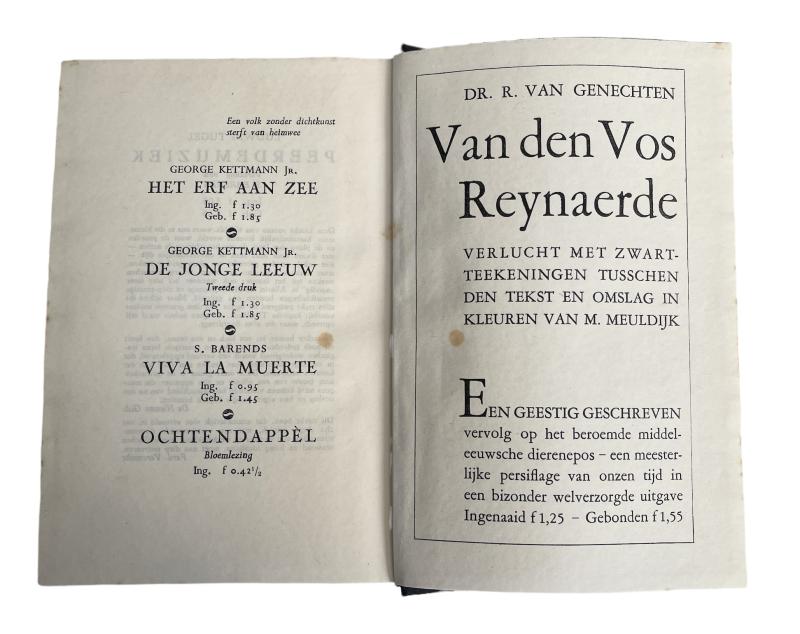 Een volk zonder dichtkunst
sterft van heimwee
GEORGE KETTMANN JR.
HET ERF AAN ZEE
Ing. f 1.30
Geb. f 1.85
GEORGE KETTMANN JR.
DE JONGE LEEUW
Tweede druk
Ing. f 1.30
Geb. f 1.85
S. BARENDS
VIVA LA MUERTE
Ing. f 0.95
Geb. f 1.45
OCHTENDAPPÈL
Bloemlezing
Ing. f 0.42½
DR. R. VAN GENECHTEN
Van den Vos
Reynaerde
VERLUCHT MET ZWART-
TEEKENINGEN TUSSCHEN
DEN TEKST EN OMSLAG IN
KLEUREN VAN M. MEULDIJK
EEN GEESTIG GESCHREVEN
vervolg op het beroemde middel-
eeuwsche dierenepos – een meester-
lijke persiflage van onzen tijd in
een bizonder welverzorgde uitgave
Ingenaaid f 1,25 – Gebonden f 1,55